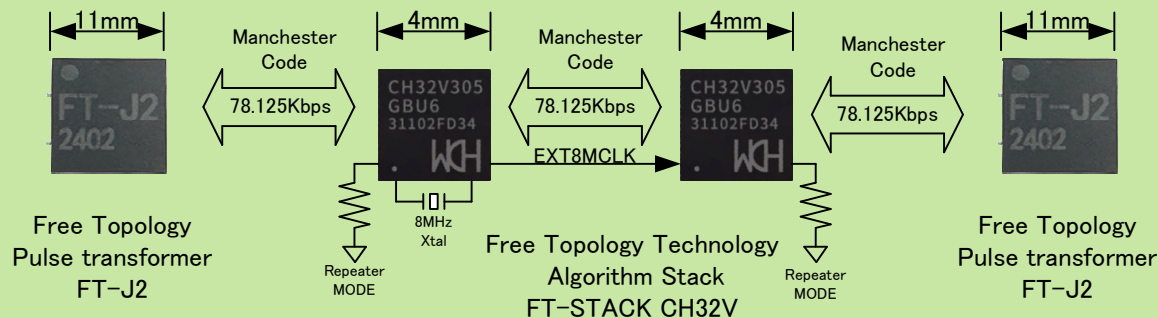 11mm
4mm
4mm
11mm
Manchester
Code
78.125Kbps
Manchester
Code
78.125Kbps
Manchester
Code
78.125Kbps
FT-J2
2402
CH32V305
GBU6
31102FD34
WCH
CH32V305
GBU6
31102FD34
WCH
FT-J2
2402
EXT8MCLK
8MHz
Xtal
Repeater
MODE
Repeater
MODE
Free Topology
Pulse transformer
FT-J2
Free Topology Technology
Algorithm Stack
FT-STACK CH32V
Free Topology
Pulse transformer
FT-J2